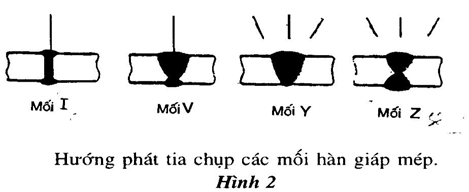 Mối I
Mối V
Mối Y
Mối Z
Hướng phát tia chụp các mối hàn giáp mép.
Hình 2